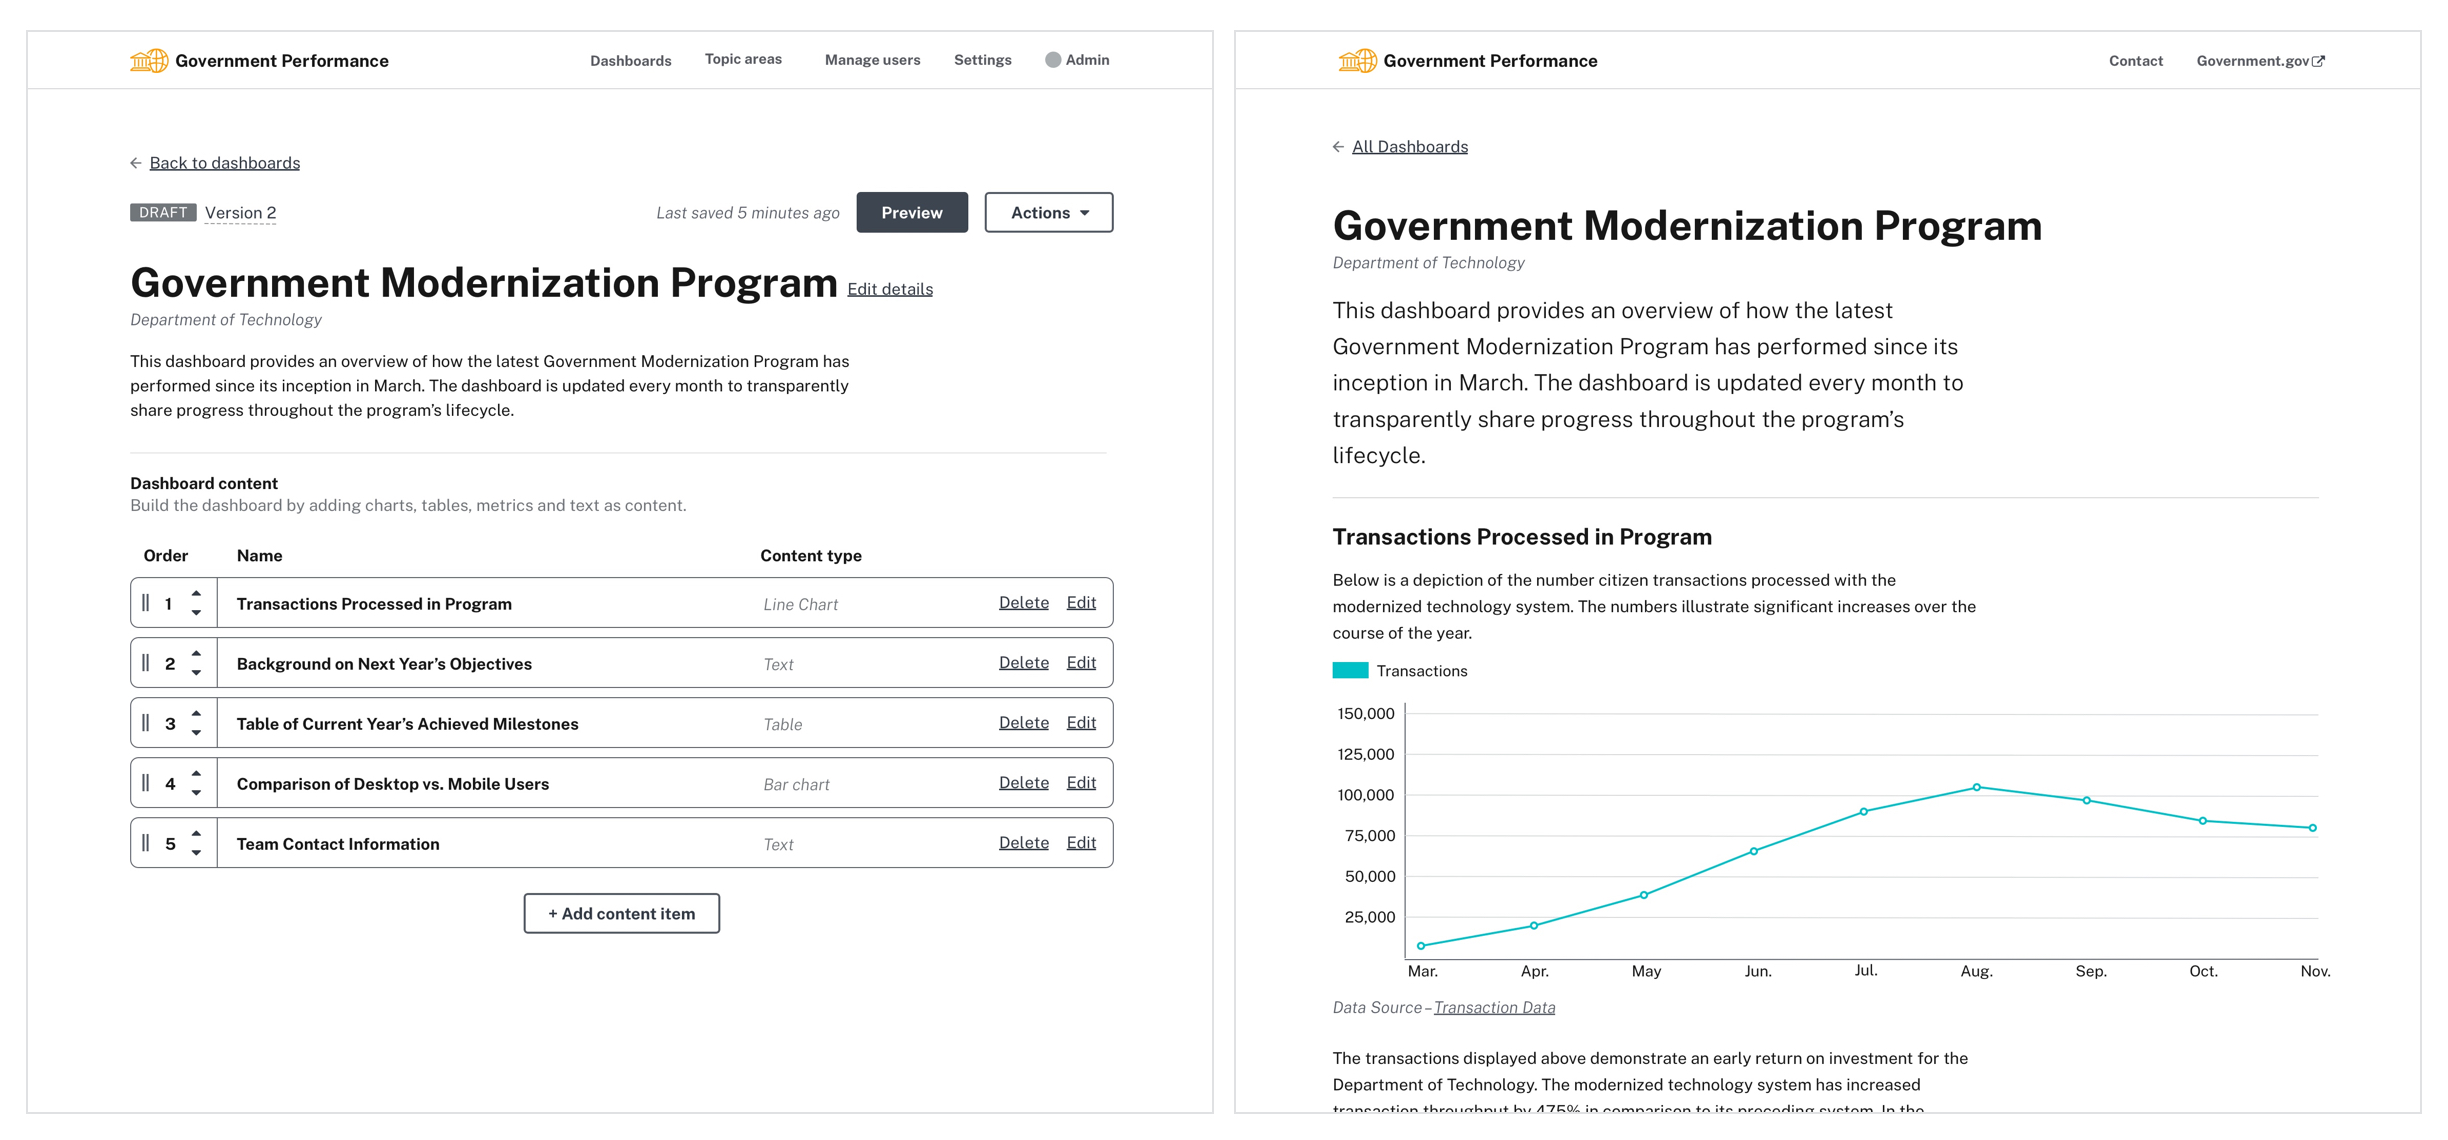 Government Performance
Dashboards Topic areas Manage users Settings Admin
Back to dashboards
DRAFT Version 2
Last saved 5 minutes ago Preview Actions
Government Modernization Program Edit details
Department of Technology
This dashboard provides an overview of how the latest Government Modernization Program has
performed since its inception in March. The dashboard is updated every month to transparently
share progress throughout the program’s lifecycle.
Dashboard content
Build the dashboard by adding charts, tables, metrics and text as content.
Order Name Content type
1 Transactions Processed in Program Line Chart Delete Edit
2 Background on Next Year’s Objectives Text Delete Edit
3 Table of Current Year’s Achieved Milestones Table Delete Edit
4 Comparison of Desktop vs. Mobile Users Bar chart Delete Edit
5 Team Contact Information Text Delete Edit
+ Add content item
Government Performance
Contact Government.gov
All Dashboards
Government Modernization Program
Department of Technology
This dashboard provides an overview of how the latest
Government Modernization Program has performed since its
inception in March. The dashboard is updated every month to
transparently share progress throughout the program’s
lifecycle.
Transactions Processed in Program
Below is a depiction of the number citizen transactions processed with the
modernized technology system. The numbers illustrate significant increases over the
course of the year.
Transactions
150,000
125,000
100,000
75,000
50,000
25,000
Mar. Apr. May Jun. Jul. Aug. Sep. Oct. Nov.
Data Source – Transaction Data
The transactions displayed above demonstrate an early return on investment for the
Department of Technology. The modernized technology system has increased
transaction throughput by 475% in comparison to its preceding system. In the